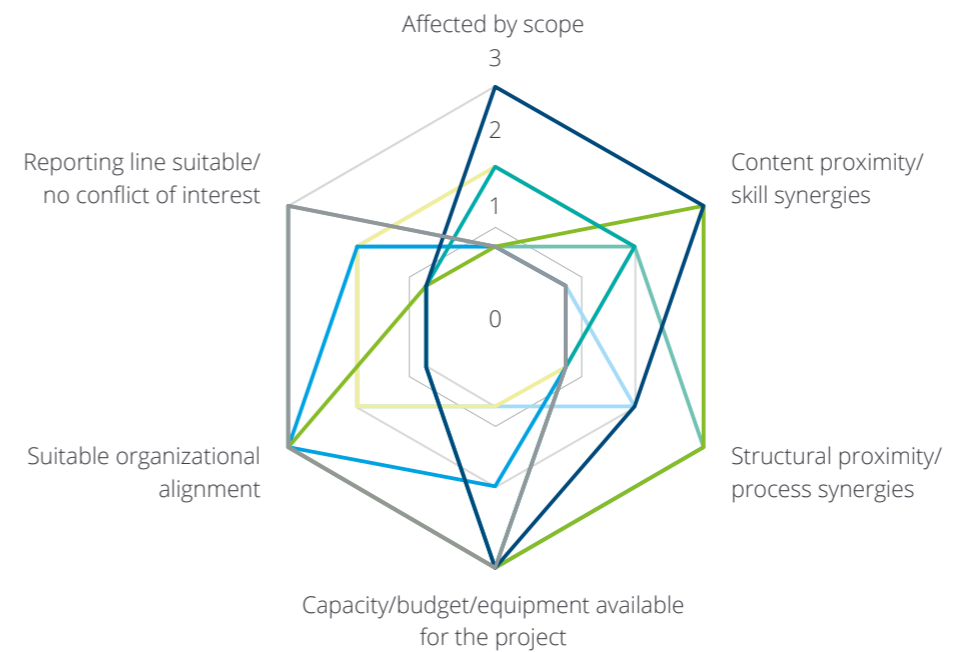 Affected by scope
3
2
1
0
Reporting line suitable/
no conflict of interest
Content proximity/
skill synergies
Suitable organizational
alignment
Structural proximity/
process synergies
Capacity/budget/equipment available
for the project